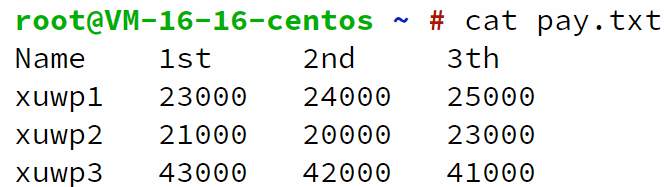 root@VM-16-16-centos ~ # cat pay.txt
Name 1st 2nd 3th
xuwp1 23000 24000 25000
xuwp2 21000 20000 23000
xuwp3 43000 42000 41000